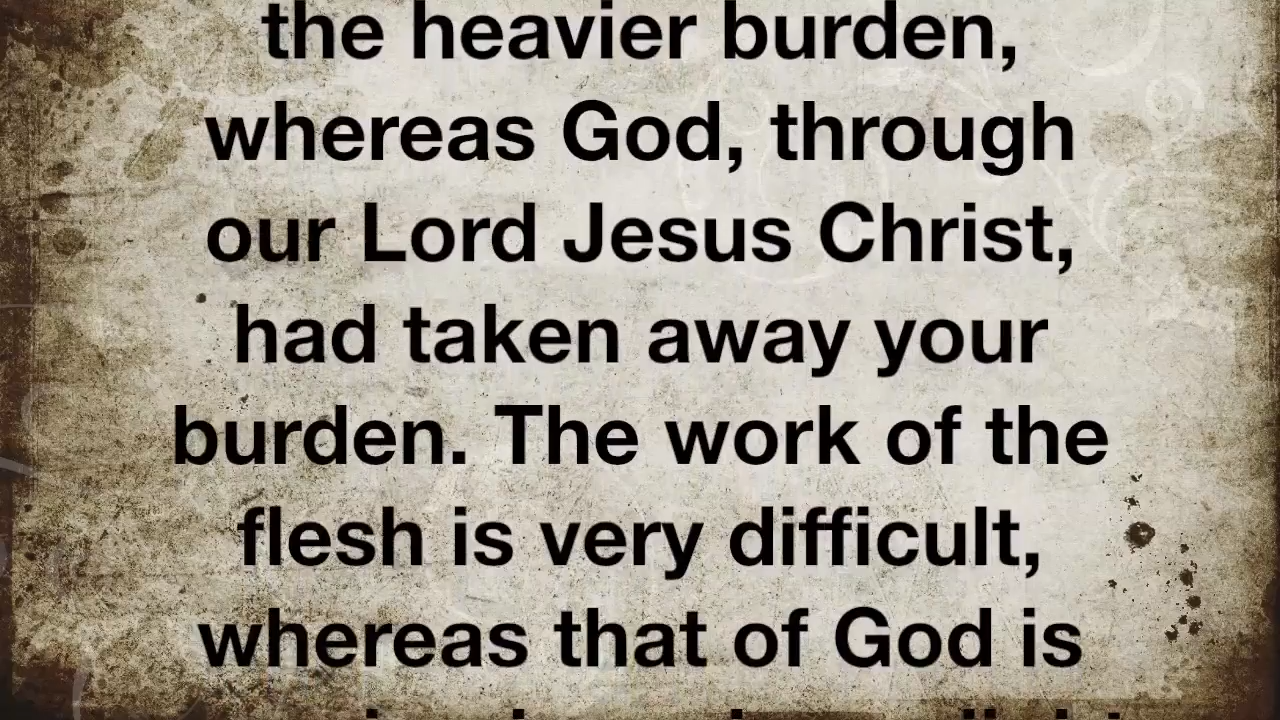 the heavier burden,
whereas God, through
our Lord Jesus Christ,
had taken away your
burden. The work of the
flesh is very difficult,
whereas that of God is